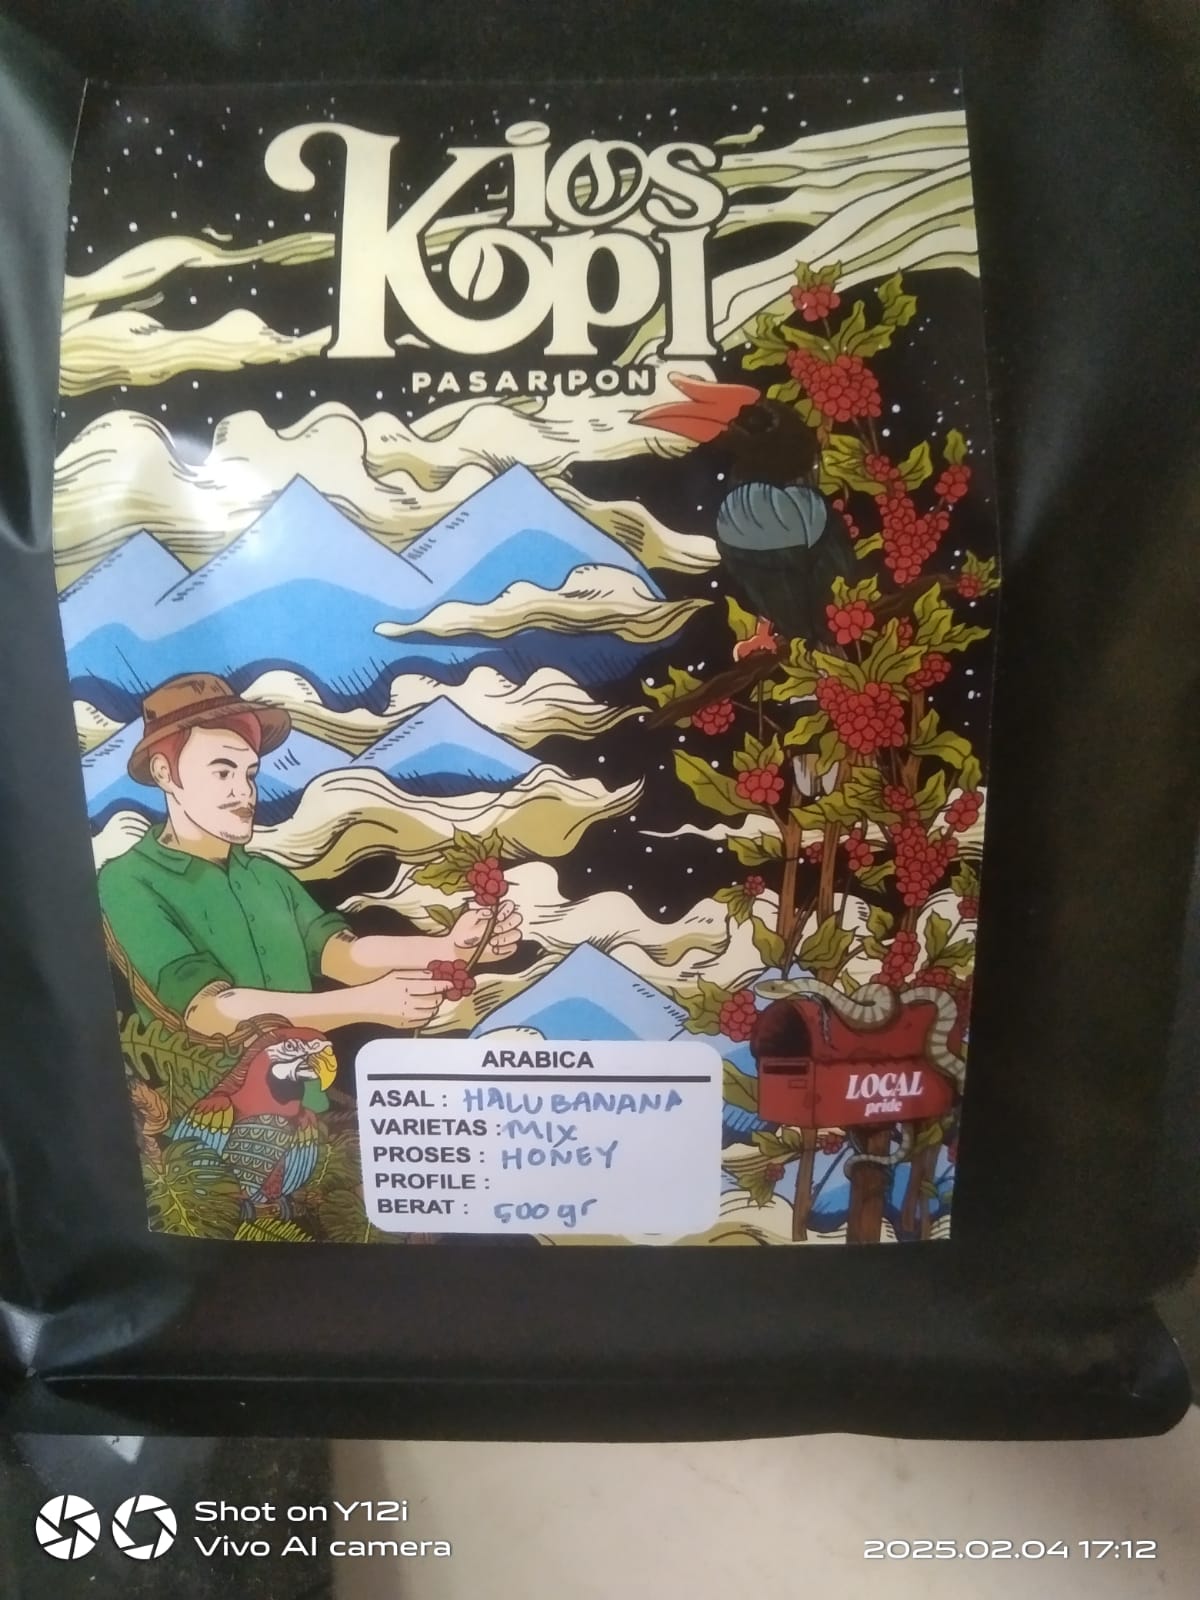 Kios
Kopi
PASAR PON
ARABICA
ASAL : HALU BANANA
VARIETAS : MIX
PROSES : HONEY
PROFILE :
BERAT : 500 gr
LOCAL
pride
Shot on Y12i
Vivo AI camera
2025.02.04 17:12